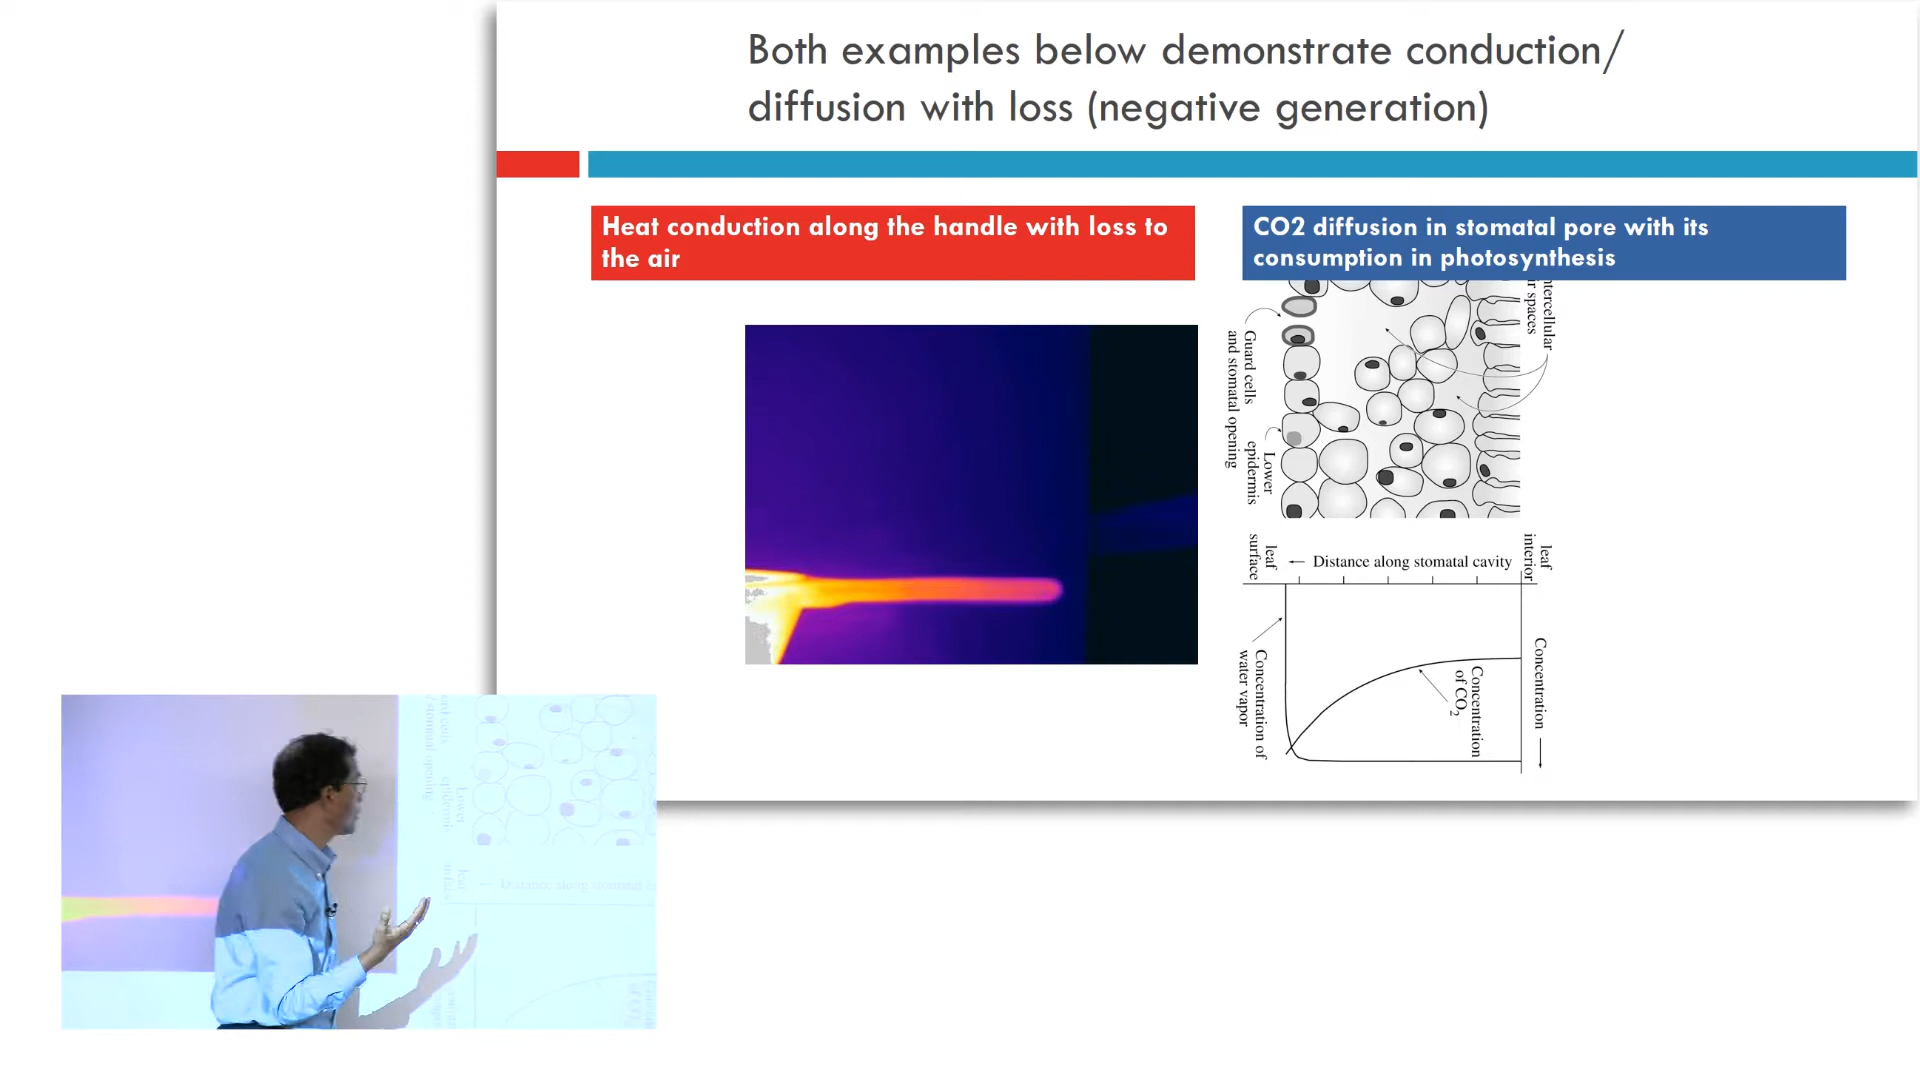 Both examples below demonstrate conduction/
diffusion with loss (negative generation)
Heat conduction along the handle with loss to
the air
CO2 diffusion in stomatal pore with its
consumption in photosynthesis
Guard cells
and stomatal opening
Lower
epidermis
ntercellular
r spaces
leaf
surface
← Distance along stomatal cavity
leaf
interior
Concentration of
water vapor
Concentration
of CO2
Concentration →
Lower